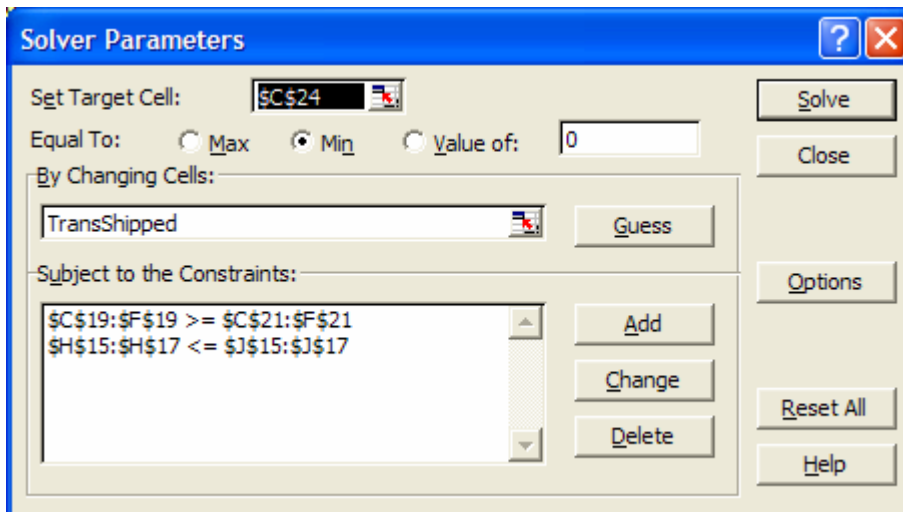 Solver Parameters
Set Target Cell: $C$24
Solve
Equal To: Max Min Value of: 0
Close
By Changing Cells:
TransShipped
Guess
Subject to the Constraints:
Options
$C$19:$F$19 >= $C$21:$F$21
$H$15:$H$17 <= $J$15:$J$17
Add
Change
Reset All
Delete
Help